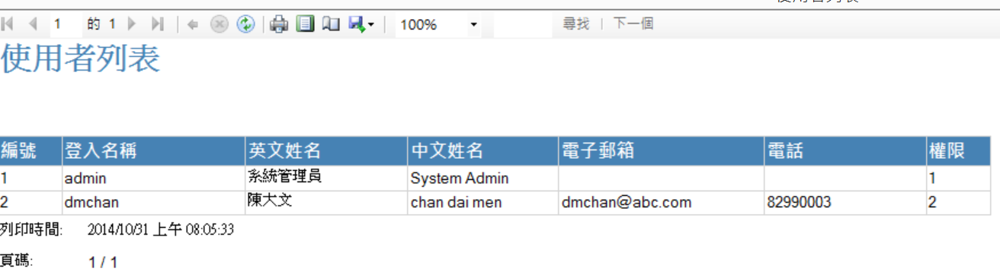 1 的 1 100% 尋找 | 下一個
使用者列表
編號 登入名稱 英文姓名 中文姓名 電子郵箱 電話 權限
1 admin 系統管理員 System Admin 1
2 dmchan 陳大文 chan dai men dmchan@abc.com 82990003 2
列印時間: 2014/10/31 上午 08:05:33
頁碼: 1 / 1